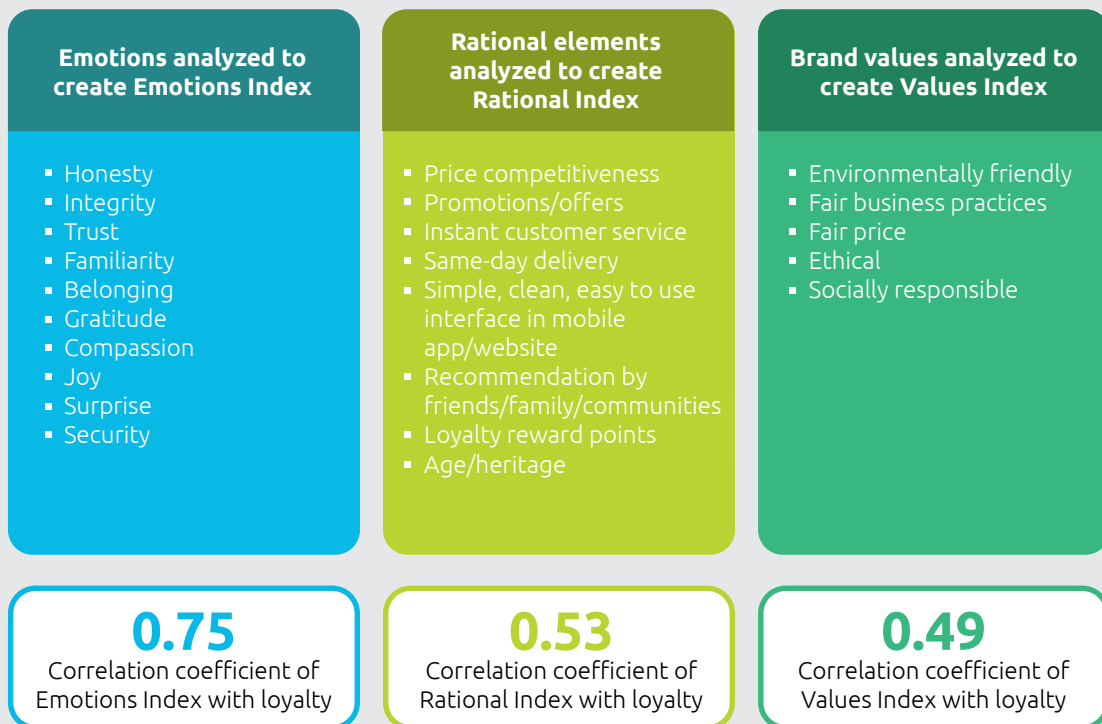 Emotions analyzed to
create Emotions Index
▪ Honesty
▪ Integrity
▪ Trust
▪ Familiarity
▪ Belonging
▪ Gratitude
▪ Compassion
▪ Joy
▪ Surprise
▪ Security
0.75
Correlation coefficient of
Emotions Index with loyalty
Rational elements
analyzed to create
Rational Index
▪ Price competitiveness
▪ Promotions/offers
▪ Instant customer service
▪ Same-day delivery
▪ Simple, clean, easy to use
interface in mobile
app/website
▪ Recommendation by
friends/family/communities
▪ Loyalty reward points
▪ Age/heritage
0.53
Correlation coefficient of
Rational Index with loyalty
Brand values analyzed to
create Values Index
▪ Environmentally friendly
▪ Fair business practices
▪ Fair price
▪ Ethical
▪ Socially responsible
0.49
Correlation coefficient of
Values Index with loyalty